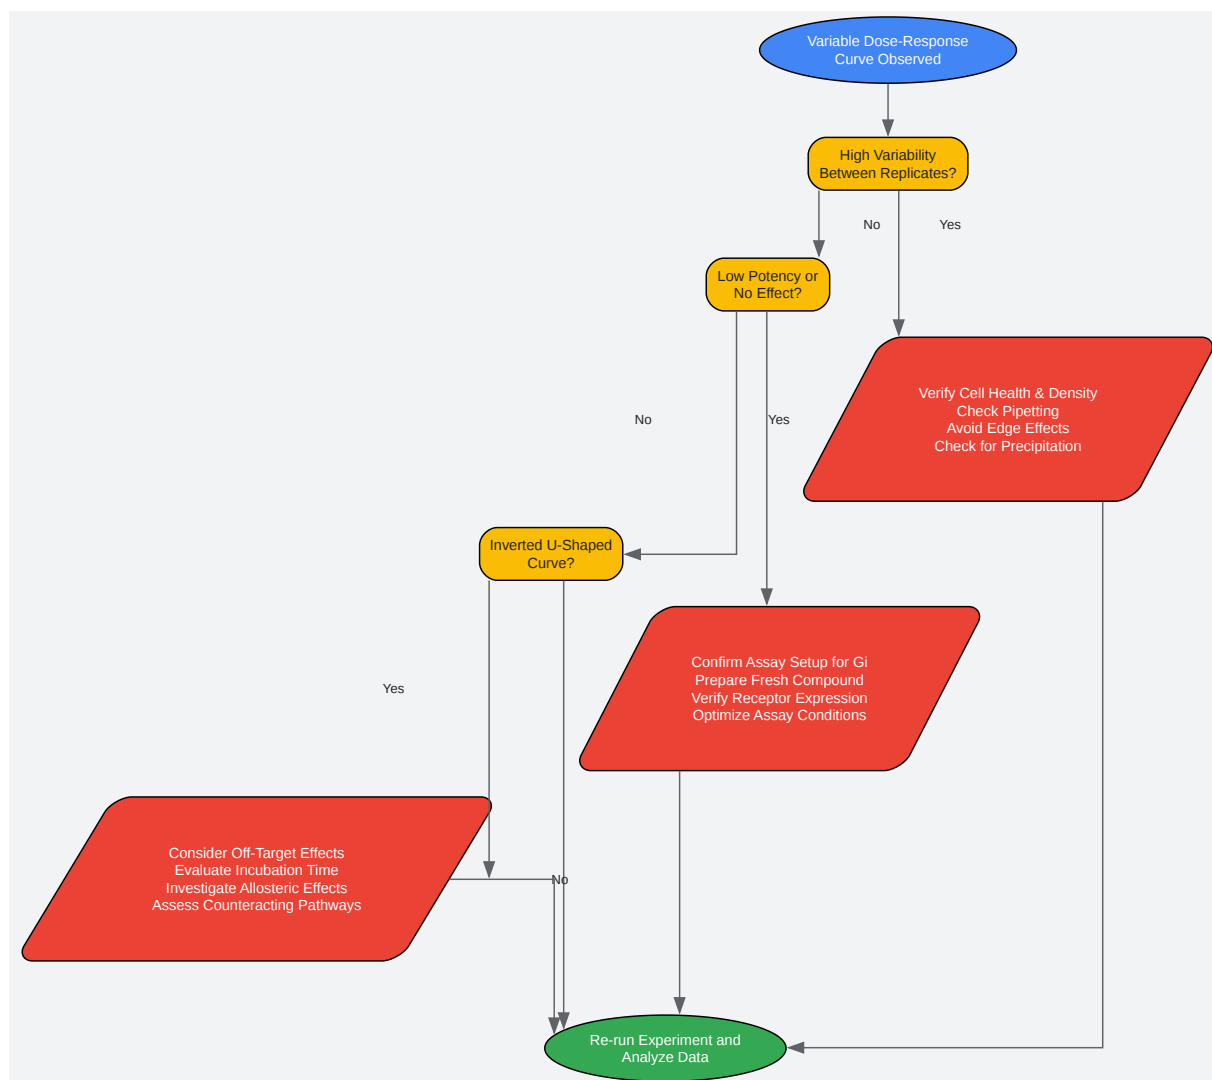 Variable Dose-Response
Curve Observed
High Variability
Between Replicates?
No
Yes
Low Potency or
No Effect?
Verify Cell Health & Density
Check Pipetting
Avoid Edge Effects
Check for Precipitation
No
Yes
Inverted U-Shaped
Curve?
Confirm Assay Setup for Gi
Prepare Fresh Compound
Verify Receptor Expression
Optimize Assay Conditions
Yes
Consider Off-Target Effects
Evaluate Incubation Time
Investigate Allosteric Effects
Assess Counteracting Pathways
No
Re-run Experiment and
Analyze Data